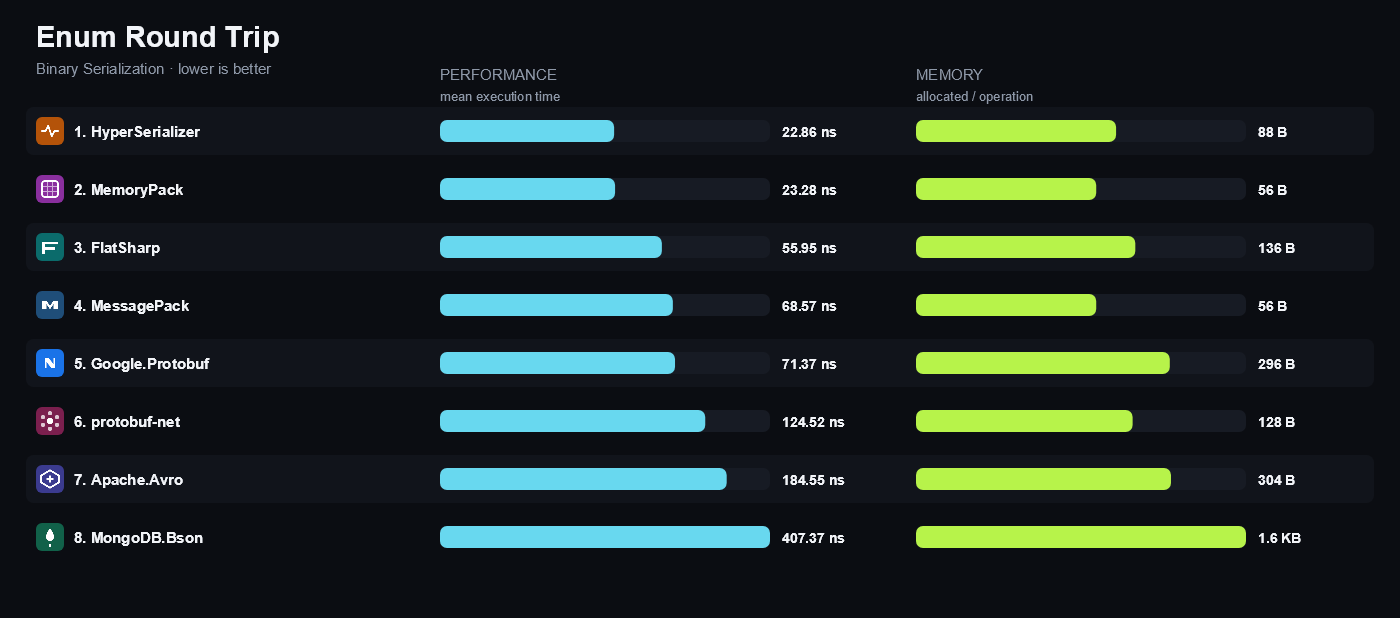 Enum Round Trip
Binary Serialization · lower is better
PERFORMANCE
mean execution time
MEMORY
allocated / operation
1. HyperSerializer 22.86 ns 88 B
2. MemoryPack 23.28 ns 56 B
3. FlatSharp 55.95 ns 136 B
4. MessagePack 68.57 ns 56 B
5. Google.Protobuf 71.37 ns 296 B
6. protobuf-net 124.52 ns 128 B
7. Apache.Avro 184.55 ns 304 B
8. MongoDB.Bson 407.37 ns 1.6 KB